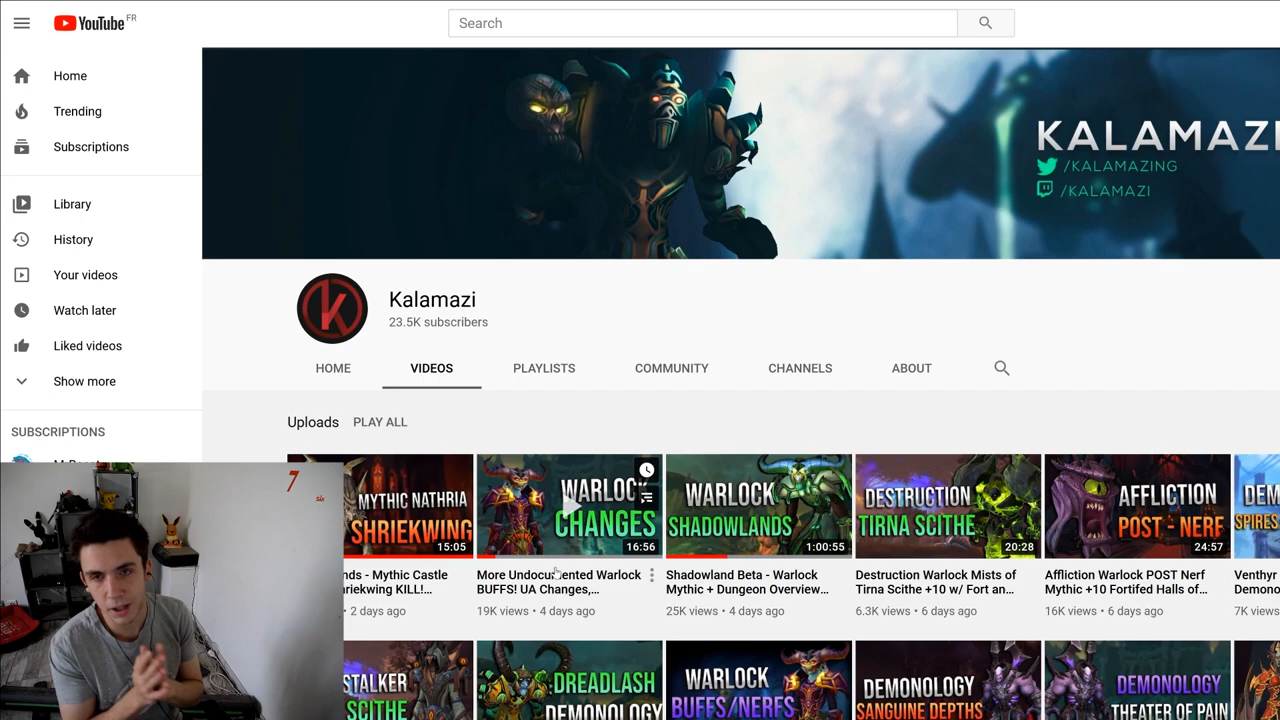 YouTube FR
Search
Home
Trending
Subscriptions
Library
History
Your videos
Watch later
Liked videos
Show more
SUBSCRIPTIONS
KALAMAZI
/KALAMAZING
/KALAMAZI
Kalamazi
23.5K subscribers
HOME
VIDEOS
PLAYLISTS
COMMUNITY
CHANNELS
ABOUT
Uploads PLAY ALL
MYTHIC NATHRIA
SHRIEKWING
15:05
WARLOCK
CHANGES
16:56
WARLOCK
SHADOWLANDS
1:00:55
DESTRUCTION
TIRNA SCITHE
20:28
AFFLICTION
POST - NERF
24:57
DEM
SPIRES
nds - Mythic Castle
riekwing KILL!...
2 days ago
More Undocumented Warlock
BUFFS! UA Changes,...
19K views • 4 days ago
Shadowland Beta - Warlock
Mythic + Dungeon Overview...
25K views • 4 days ago
Destruction Warlock Mists of
Tirna Scithe +10 w/ Fort an...
6.3K views • 6 days ago
Affliction Warlock POST Nerf
Mythic +10 Fortifed Halls of...
16K views • 6 days ago
Venthyr
Demono
7K views
7
six
STALKER
SCITHE
DREADLASH
DEMONOLOGY
WARLOCK
BUFFS/NERFS
DEMONOLOGY
SANGUINE DEPTHS
DEMONOLOGY
THEATER OF PAIN